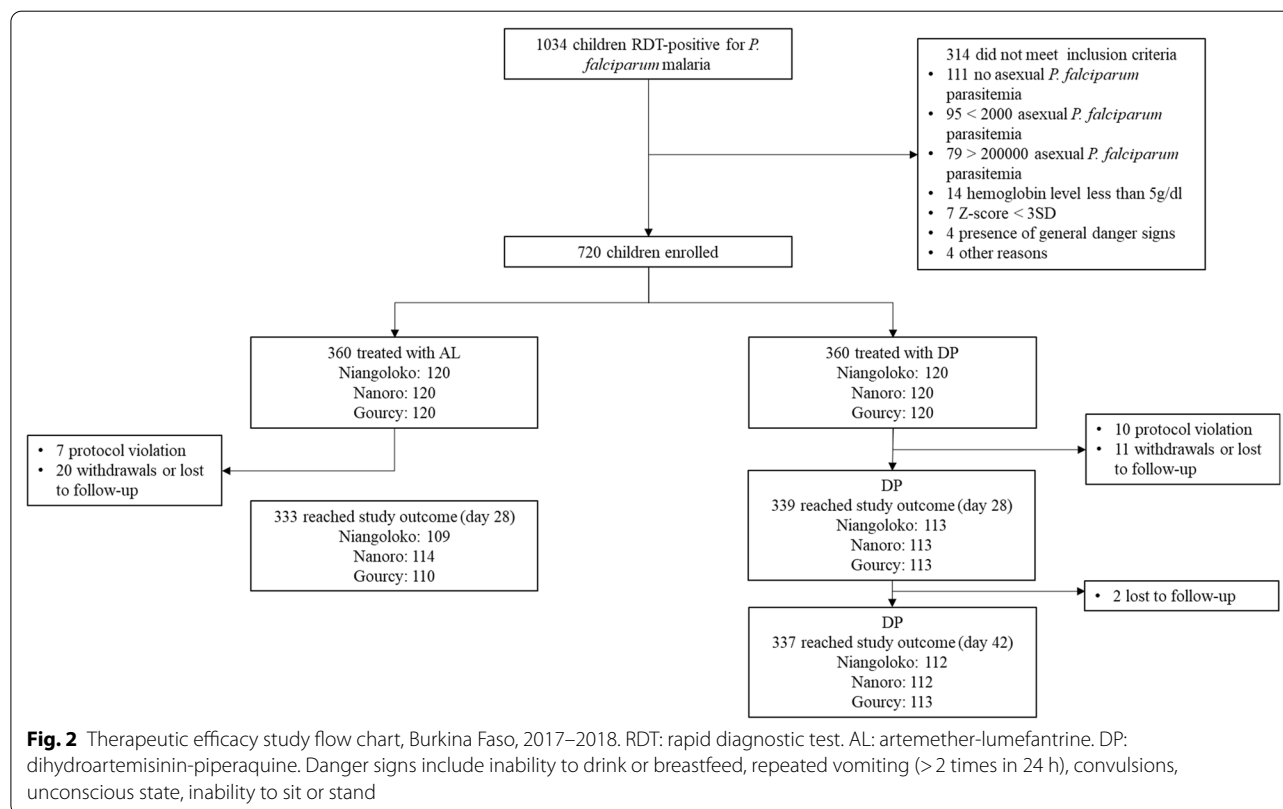 1034 children RDT-positive for P.
falciparum malaria
314 did not meet inclusion criteria
• 111 no asexual P. falciparum
parasitemia
• 95 < 2000 asexual P. falciparum
parasitemia
• 79 > 200000 asexual P. falciparum
parasitemia
• 14 hemoglobin level less than 5g/dl
• 7 Z-score < 3SD
• 4 presence of general danger signs
• 4 other reasons
720 children enrolled
360 treated with AL
Niangoloko: 120
Nanoro: 120
Gourcy: 120
360 treated with DP
Niangoloko: 120
Nanoro: 120
Gourcy: 120
• 7 protocol violation
• 20 withdrawals or lost
to follow-up
• 10 protocol violation
• 11 withdrawals or lost
to follow-up
333 reached study outcome (day 28)
Niangoloko: 109
Nanoro: 114
Gourcy: 110
DP
339 reached study outcome (day 28)
Niangoloko: 113
Nanoro: 113
Gourcy: 113
• 2 lost to follow-up
DP
337 reached study outcome (day 42)
Niangoloko: 112
Nanoro: 112
Gourcy: 113
Fig. 2 Therapeutic efficacy study flow chart, Burkina Faso, 2017–2018. RDT: rapid diagnostic test. AL: artemether-lumefantrine. DP:
dihydroartemisinin-piperaquine. Danger signs include inability to drink or breastfeed, repeated vomiting (> 2 times in 24 h), convulsions,
unconscious state, inability to sit or stand